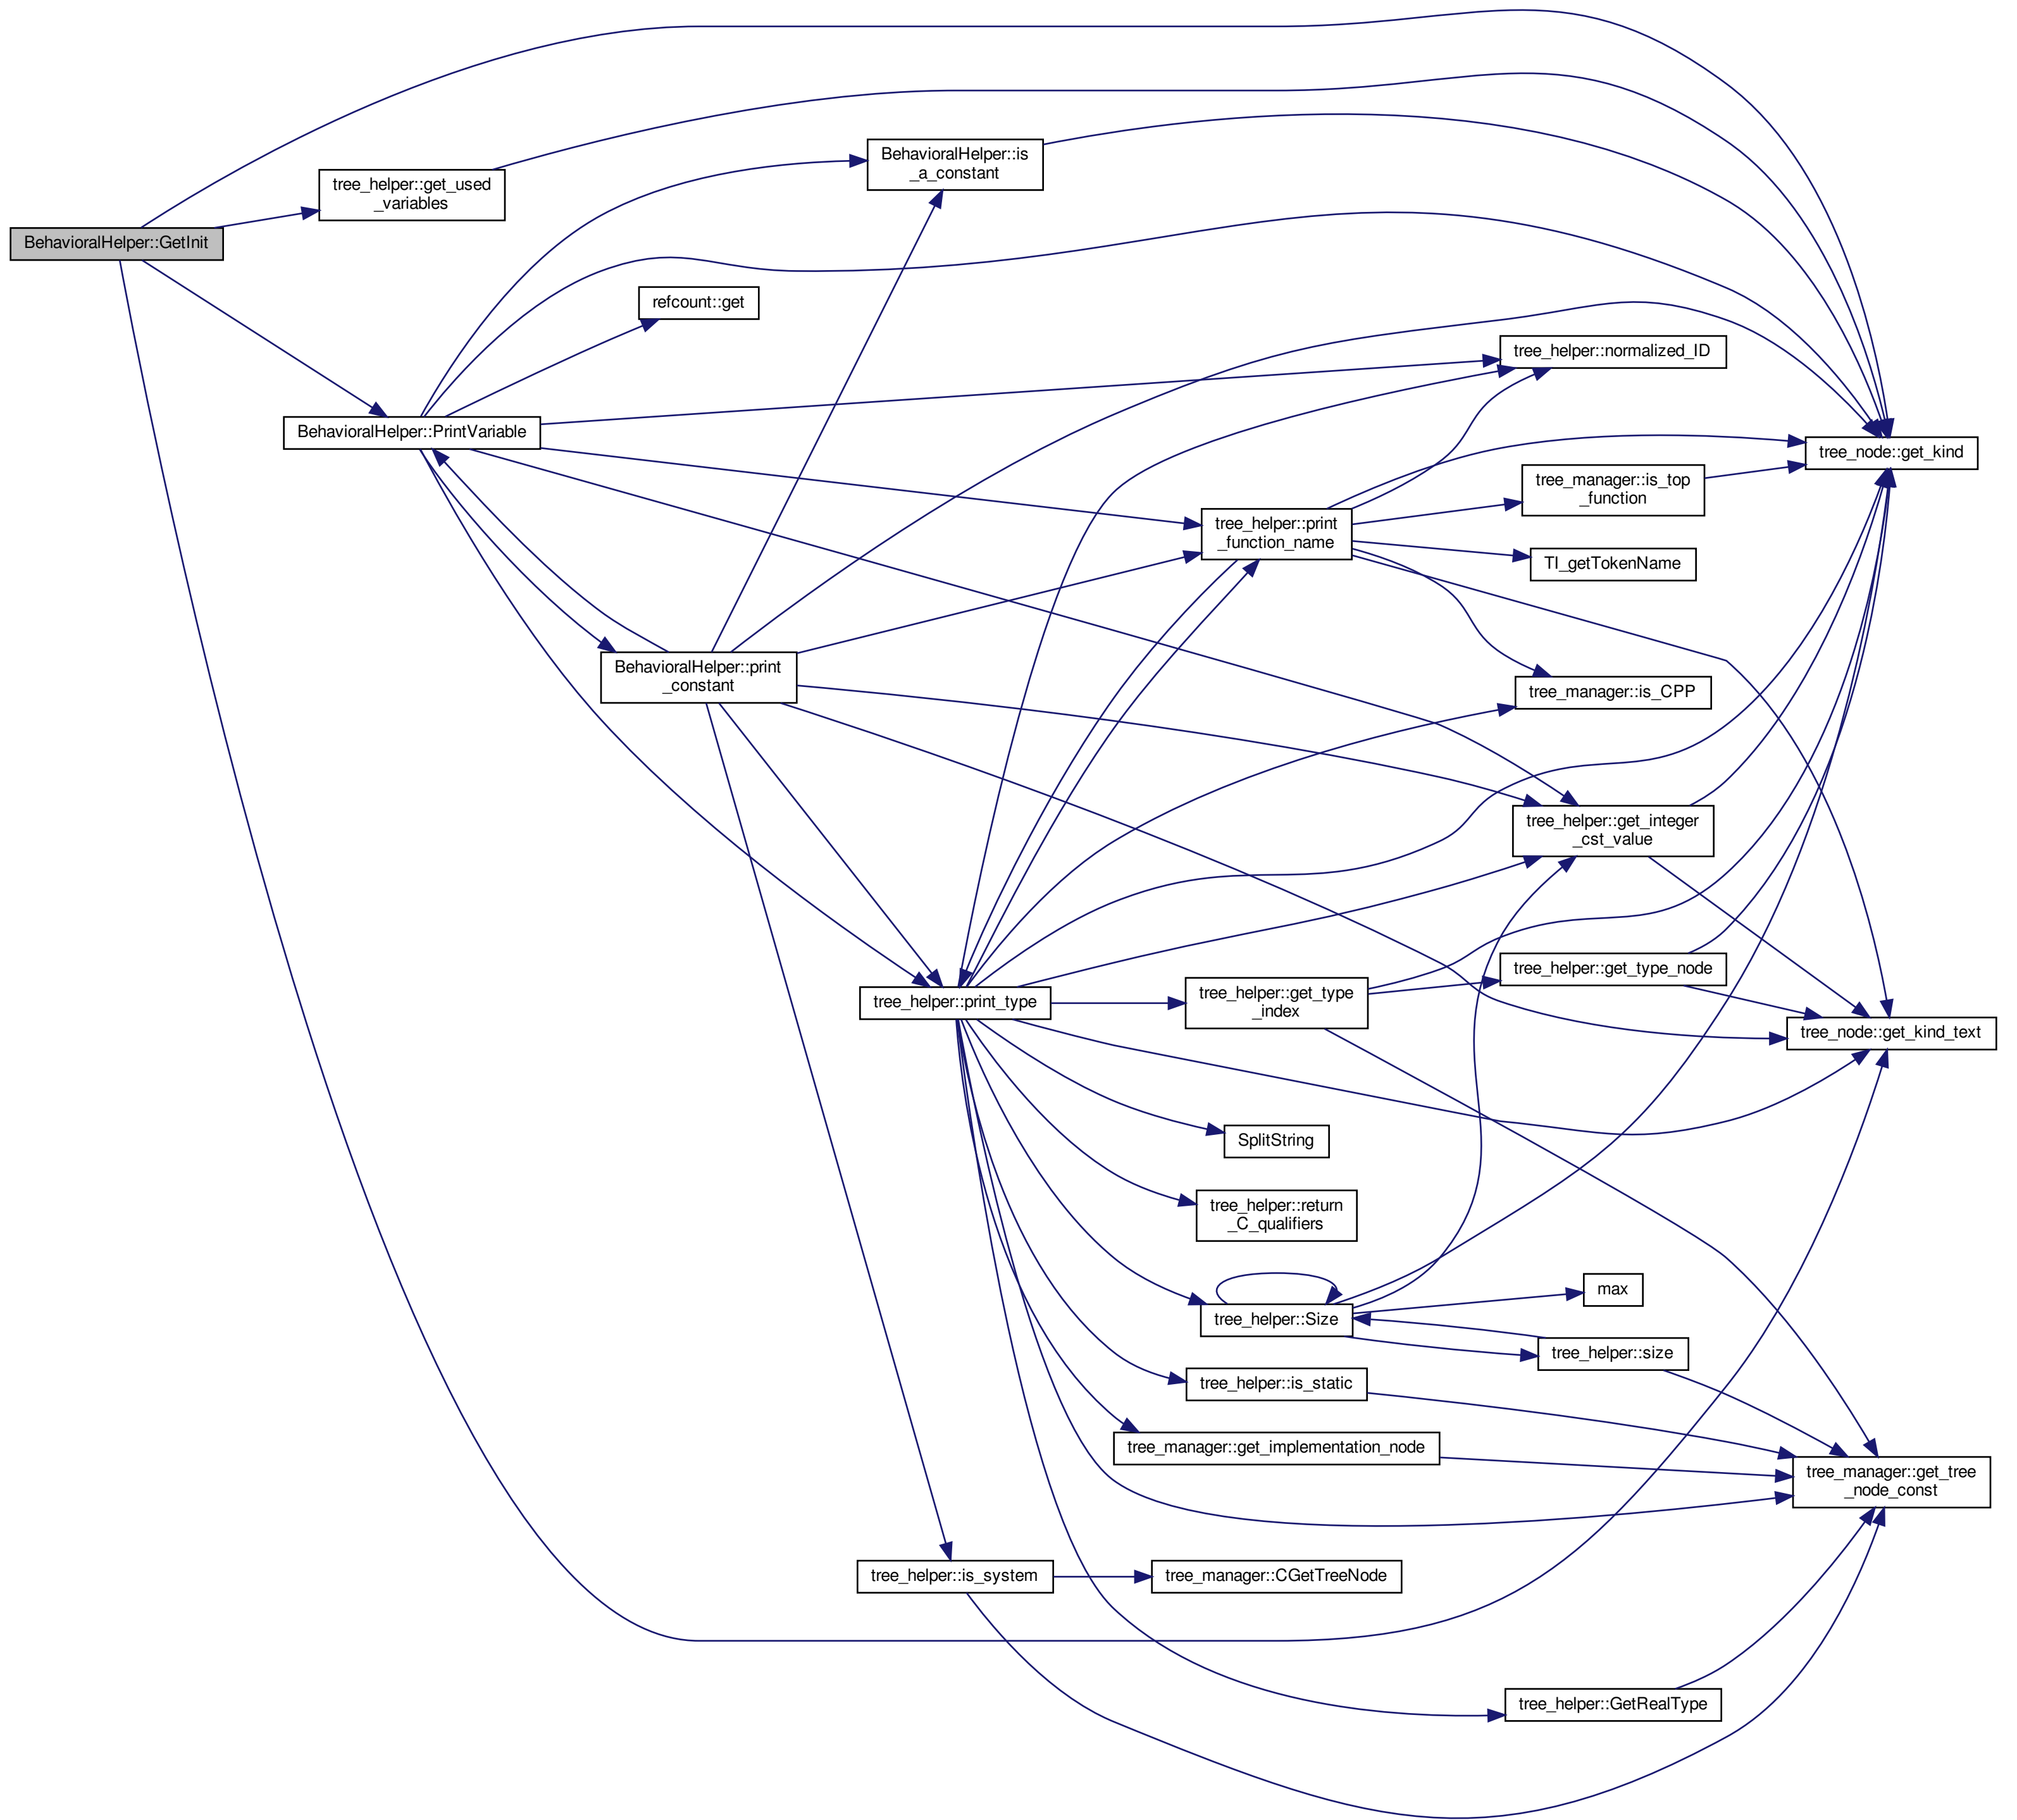 BehavioralHelper::GetInit
tree_helper::get_used
_variables
BehavioralHelper::PrintVariable
BehavioralHelper::is
_a_constant
refcount::get
BehavioralHelper::print
_constant
tree_helper::print_type
tree_helper::is_system
tree_helper::print
_function_name
tree_helper::get_type
_index
SplitString
tree_helper::return
_C_qualifiers
tree_helper::Size
tree_helper::is_static
tree_manager::get_implementation_node
tree_manager::CGetTreeNode
tree_helper::normalized_ID
tree_manager::is_top
_function
TI_getTokenName
tree_manager::is_CPP
tree_helper::get_integer
_cst_value
tree_helper::get_type_node
max
tree_helper::size
tree_helper::GetRealType
tree_node::get_kind
tree_node::get_kind_text
tree_manager::get_tree
_node_const